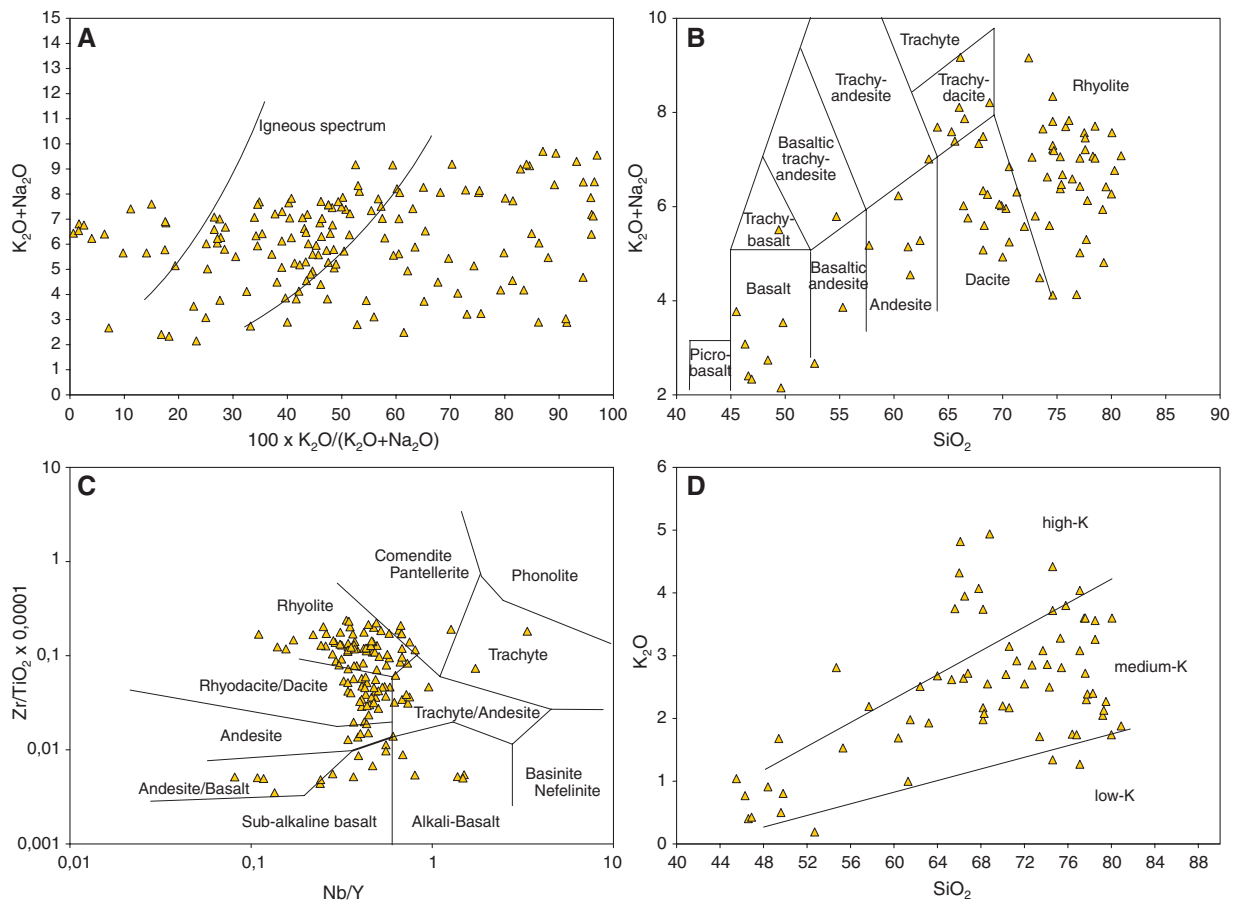 A
15
14
13
12
11
10
9
8
7
6
5
4
3
2
1
0
K2O+Na2O
Igneous spectrum
0 10 20 30 40 50 60 70 80 90 100
100 x K2O/(K2O+Na2O)
B
10
8
6
4
2
K2O+Na2O
Trachyte
Trachy-
dacite
Rhyolite
Trachy-
andesite
Basaltic
trachy-
andesite
Trachy-
basalt
Basalt
Basaltic
andesite
Andesite
Dacite
Picro-
basalt
40 45 50 55 60 65 70 75 80 85 90
SiO2
C
10
1
0,1
0,01
0,001
Zr/TiO2 x 0,0001
Comendite
Pantellerite
Phonolite
Rhyolite
Trachyte
Rhyodacite/Dacite
Trachyte/Andesite
Andesite
Andesite/Basalt
Basinite
Nefelinite
Sub-alkaline basalt
Alkali-Basalt
0,01 0,1 1 10
Nb/Y
D
6
5
4
3
2
1
0
K2O
high-K
medium-K
low-K
40 44 48 52 56 60 64 68 72 76 80 84 88
SiO2